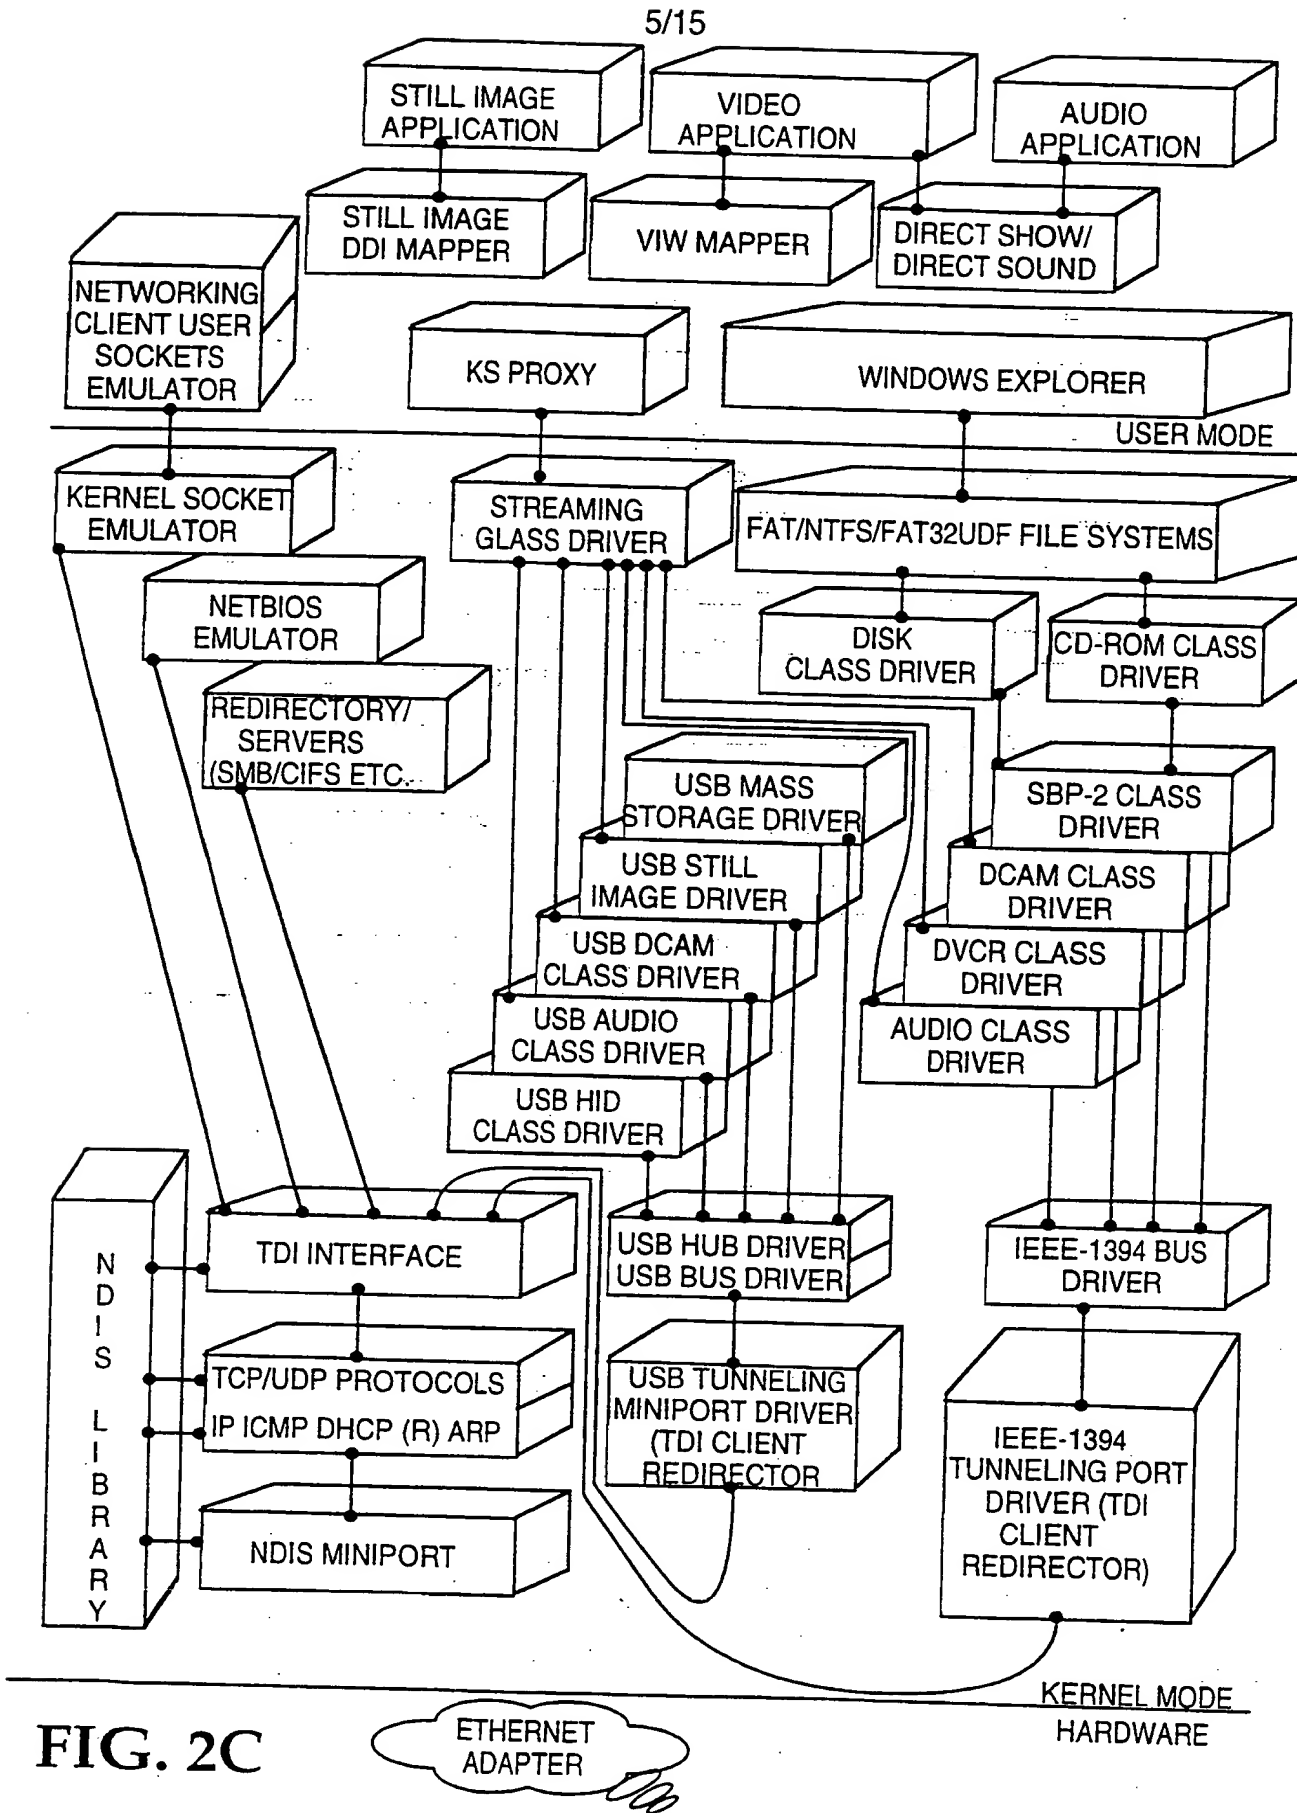 5/15
STILL IMAGE
APPLICATION
VIDEO
APPLICATION
AUDIO
APPLICATION
STILL IMAGE
DDI MAPPER
VIW MAPPER
DIRECT SHOW/
DIRECT SOUND
NETWORKING
CLIENT USER
SOCKETS
EMULATOR
KS PROXY
WINDOWS EXPLORER
USER MODE
KERNEL SOCKET
EMULATOR
STREAMING
GLASS DRIVER
FAT/NTFS/FAT32UDF FILE SYSTEMS
NETBIOS
EMULATOR
DISK
CLASS DRIVER
CD-ROM CLASS
DRIVER
REDIRECTORY/
SERVERS
(SMB/CIFS ETC.
USB MASS
STORAGE DRIVER
SBP-2 CLASS
DRIVER
USB STILL
IMAGE DRIVER
DCAM CLASS
DRIVER
USB DCAM
CLASS DRIVER
DVCR CLASS
DRIVER
USB AUDIO
CLASS DRIVER
AUDIO CLASS
DRIVER
USB HID
CLASS DRIVER
NDIS LIBRARY
TDI INTERFACE
USB HUB DRIVER
USB BUS DRIVER
IEEE-1394 BUS
DRIVER
TCP/UDP PROTOCOLS
IP ICMP DHCP (R) ARP
USB TUNNELING
MINIPORT DRIVER
(TDI CLIENT
REDIRECTOR
IEEE-1394
TUNNELING PORT
DRIVER (TDI
CLIENT
REDIRECTOR)
NDIS MINIPORT
KERNEL MODE
HARDWARE
ETHERNET
ADAPTER
FIG. 2C